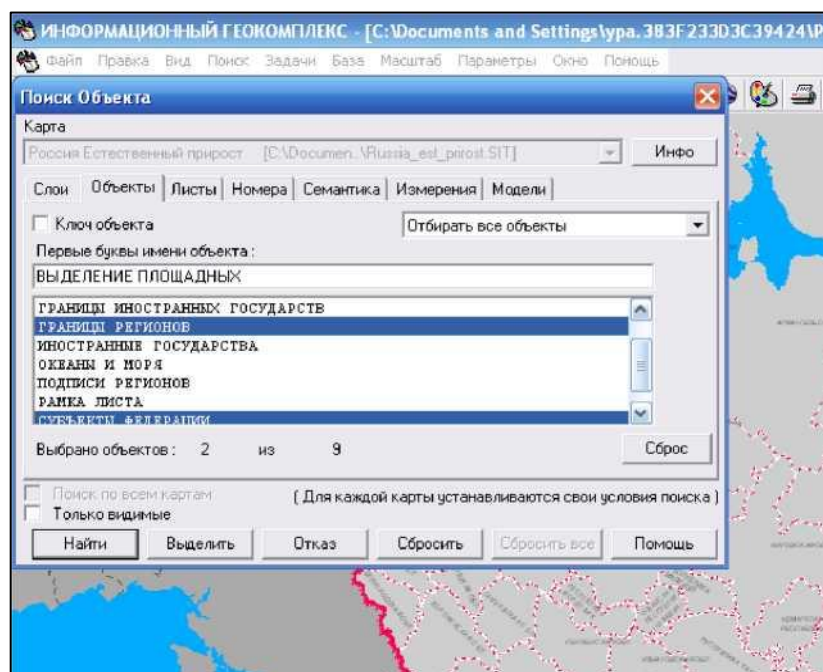 ИНФОРМАЦИОННЫЙ ГЕОКОМПЛЕКС - [C:\Documents and Settings\ypa.3B3F233D3C39424\P
Файл Правка Вид Поиск Задачи База Масштаб Параметры Окно Помощь
Поиск Объекта
Карта
Россия Естественный прирост [C:\Documen..\Russia_est_prirost.SIT] Инфо
Слои Объекты Листы Номера Семантика Измерения Модели
Ключ объекта Отбирать все объекты
Первые буквы имени объекта :
ВЫДЕЛЕНИЕ ПЛОЩАДНЫХ
ГРАНИЦЫ ИНОСТРАННЫХ ГОСУДАРСТВ
ГРАНИЦЫ РЕГИОНОВ
ИНОСТРАННЫЕ ГОСУДАРСТВА
ОКЕАНЫ И МОРЯ
ПОДПИСИ РЕГИОНОВ
РАМКА ЛИСТА
СУБЪЕКТЫ ФЕДЕРАЦИИ
Выбрано объектов : 2 из 9 Сброс
Поиск по всем картам ( Для каждой карты устанавливаются свои условия поиска )
Только видимые
Найти Выделить Отказ Сбросить Сбросить все Помощь